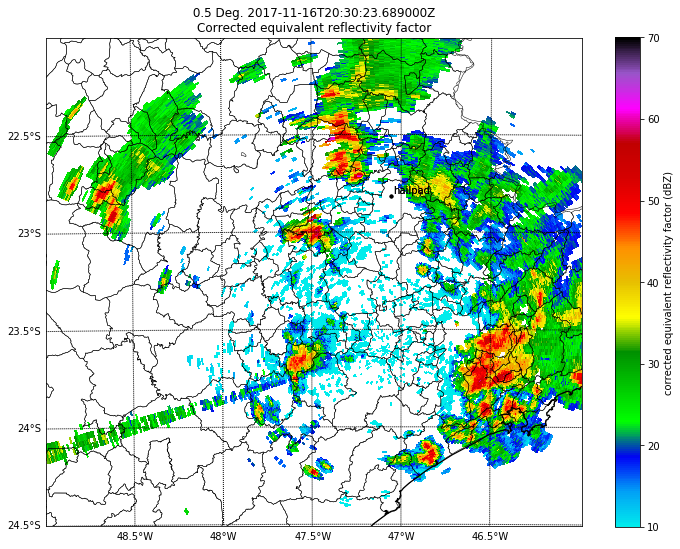 0.5 Deg. 2017-11-16T20:30:23.689000Z
Corrected equivalent reflectivity factor
22.5°S
23°S
23.5°S
24°S
24.5°S
48.5°W
48°W
47.5°W
47°W
46.5°W
hailpad
70
60
50
40
30
20
10
corrected equivalent reflectivity factor (dBZ)